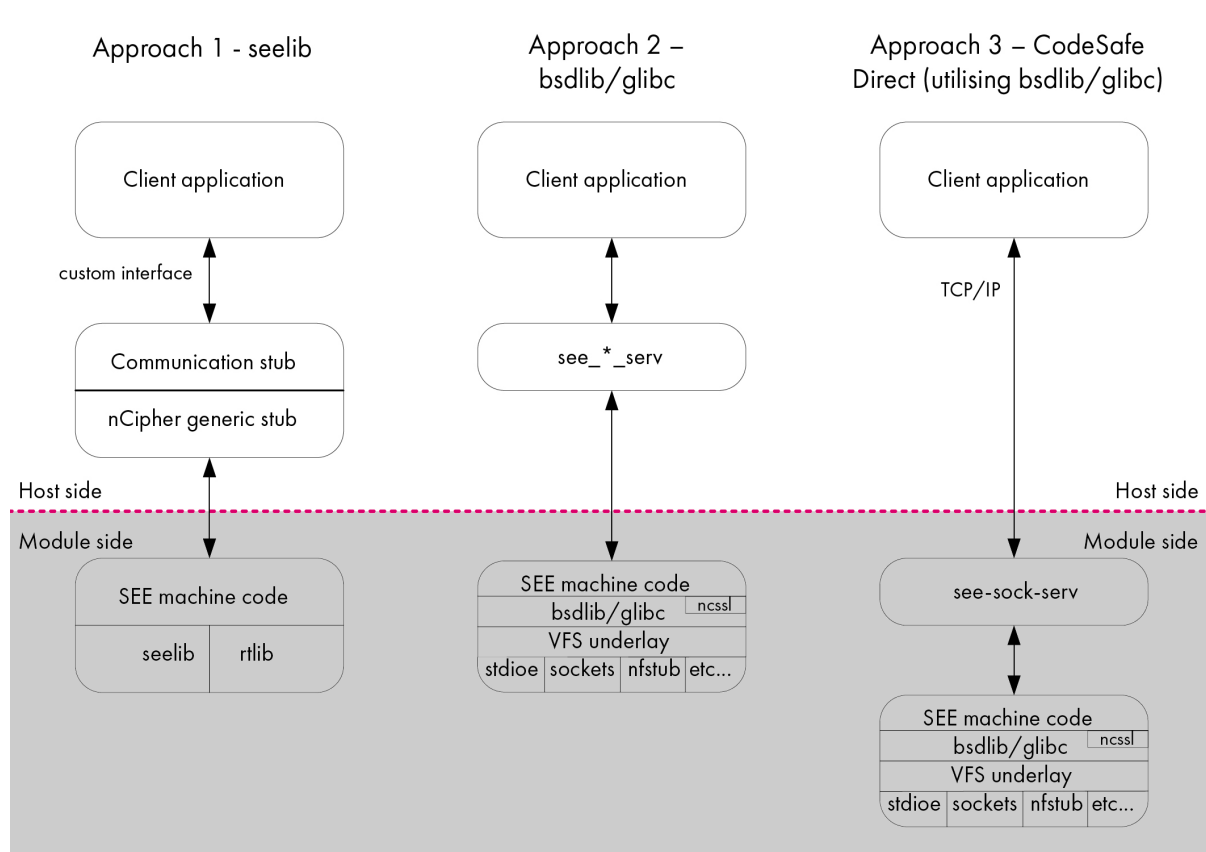 Approach 1 - seelib
Approach 2 –
bsdlib/glibc
Approach 3 – CodeSafe
Direct (utilising bsdlib/glibc)
Client application
Client application
Client application
custom interface
TCP/IP
Communication stub
nCipher generic stub
see_*_serv
Host side
Host side
Module side
Module side
SEE machine code
seelib
rtlib
SEE machine code
bsdlib/glibc
ncssl
VFS underlay
stdioe
sockets
nfstub
etc...
see-sock-serv
SEE machine code
bsdlib/glibc
ncssl
VFS underlay
stdioe
sockets
nfstub
etc...